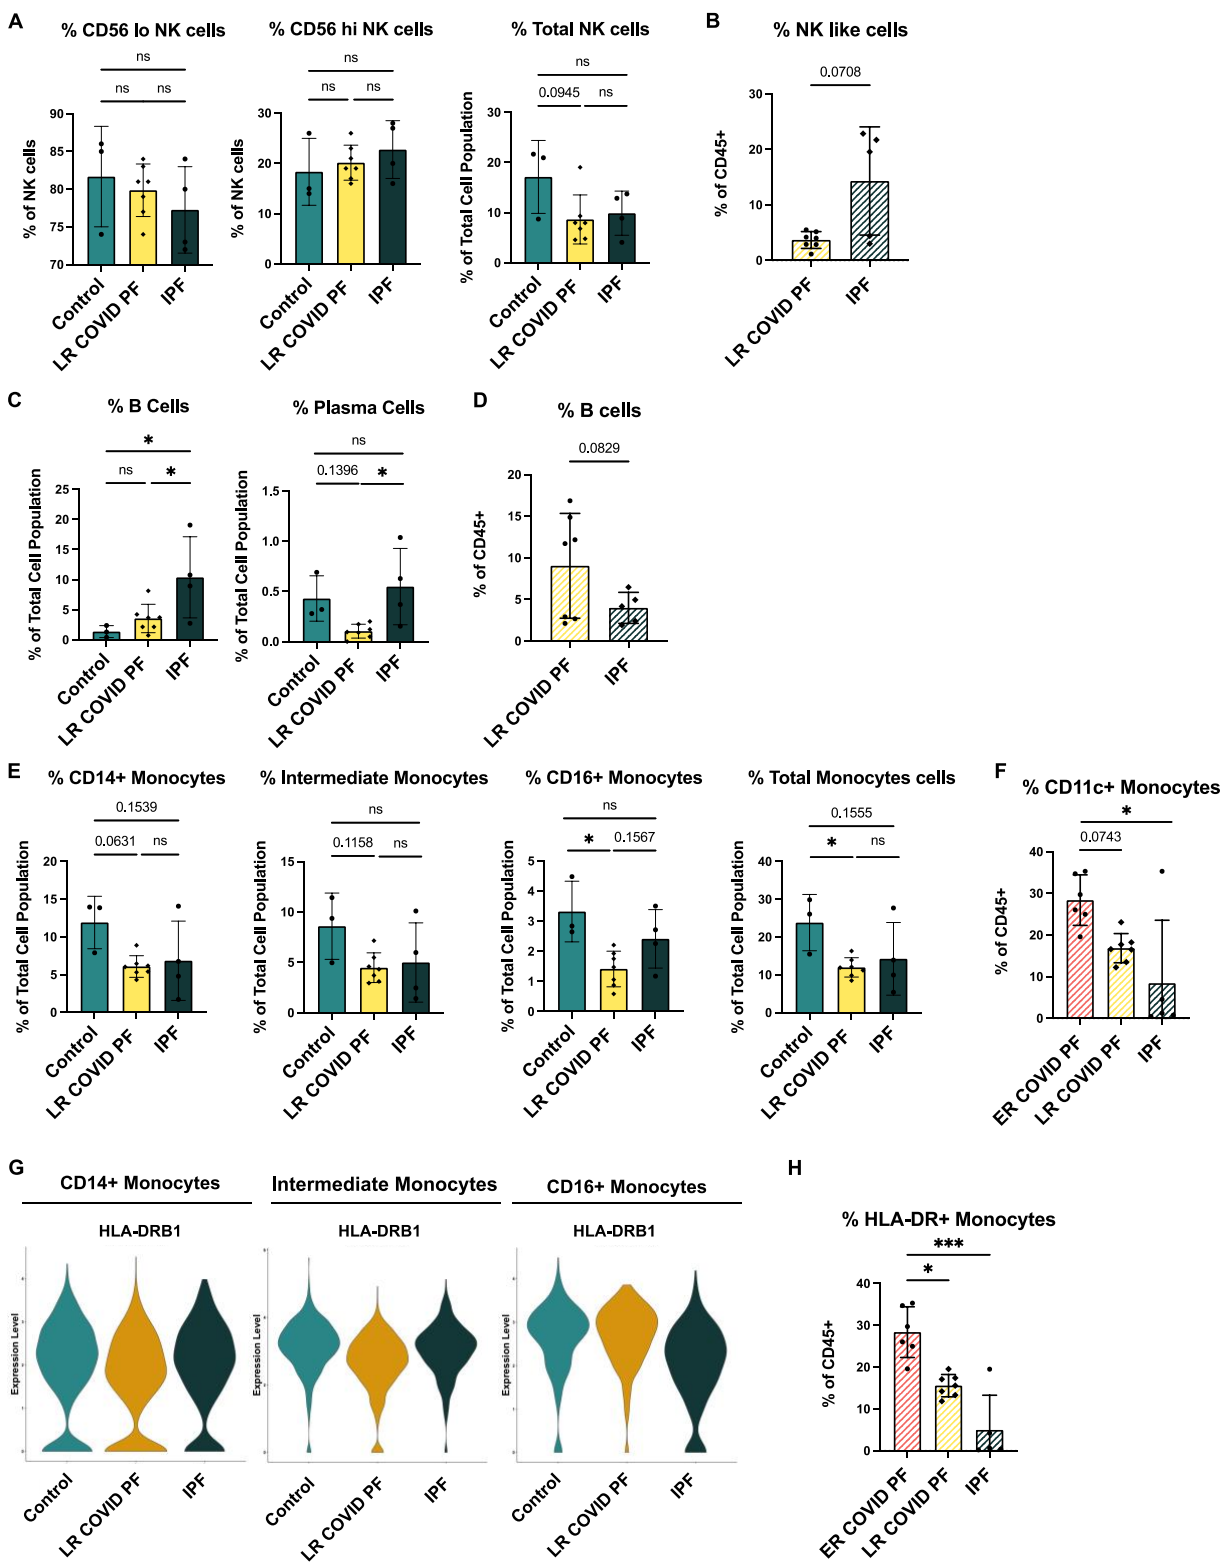 A
B
% CD56 lo NK cells
% CD56 hi NK cells
% Total NK cells
% NK like cells
ns
ns
ns
ns
ns
ns
ns
0.0945
ns
0.0708
% of NK cells
90
85
80
75
70
Control
LR COVID PF
IPF
% of NK cells
30
20
10
0
Control
LR COVID PF
IPF
% of Total Cell Population
30
20
10
0
Control
LR COVID PF
IPF
% of CD45+
30
20
10
0
LR COVID PF
IPF
C
D
% B Cells
% Plasma Cells
% B cells
*
ns
*
ns
0.1396
*
0.0829
% of Total Cell Population
25
20
15
10
5
0
Control
LR COVID PF
IPF
% of Total Cell Population
1.5
1.0
0.5
0.0
Control
LR COVID PF
IPF
% of CD45+
20
15
10
5
0
LR COVID PF
IPF
E
F
% CD14+ Monocytes
% Intermediate Monocytes
% CD16+ Monocytes
% Total Monocytes cells
% CD11c+ Monocytes
0.1539
0.0631
ns
ns
0.1158
ns
ns
*
0.1567
0.1555
*
ns
*
0.0743
% of Total Cell Population
20
15
10
5
0
Control
LR COVID PF
IPF
% of Total Cell Population
15
10
5
0
Control
LR COVID PF
IPF
% of Total Cell Population
5
4
3
2
1
0
Control
LR COVID PF
IPF
% of Total Cell Population
40
30
20
10
0
Control
LR COVID PF
IPF
% of CD45+
40
30
20
10
0
ER COVID PF
LR COVID PF
IPF
G
H
CD14+ Monocytes
Intermediate Monocytes
CD16+ Monocytes
HLA-DRB1
HLA-DRB1
HLA-DRB1
Expression Level
Control
LR COVID PF
IPF
Expression Level
Control
LR COVID PF
IPF
Expression Level
Control
LR COVID PF
IPF
% HLA-DR+ Monocytes
***
*
% of CD45+
40
30
20
10
0
ER COVID PF
LR COVID PF
IPF